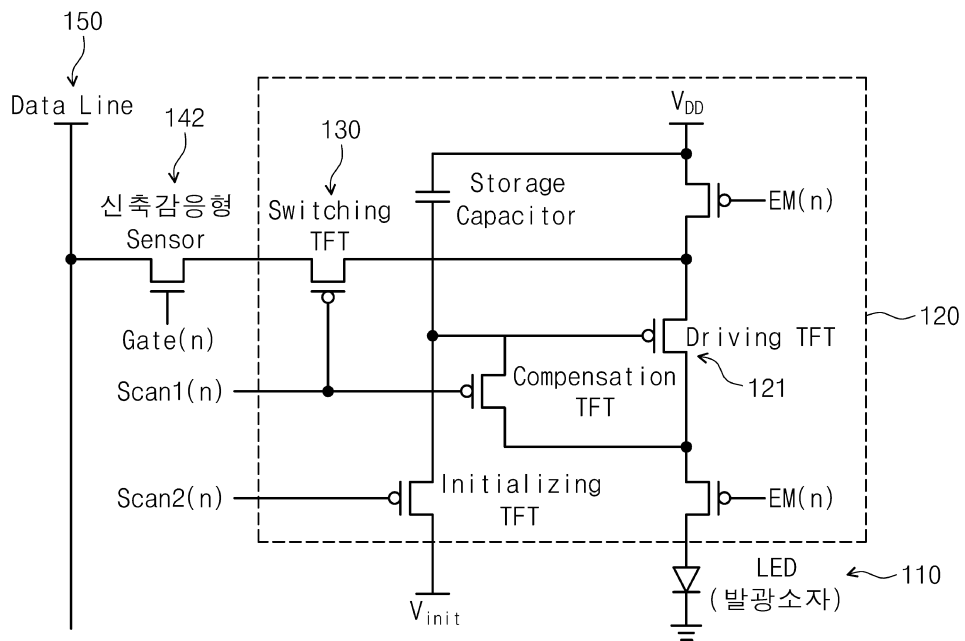 150
Data Line
142
신축감응형
Sensor
Gate(n)
130
Switching
TFT
Storage
Capacitor
V_DD
EM(n)
120
Driving TFT
121
Scan1(n)
Compensation
TFT
Scan2(n)
Initializing
TFT
EM(n)
V_init
LED
(발광소자)
110